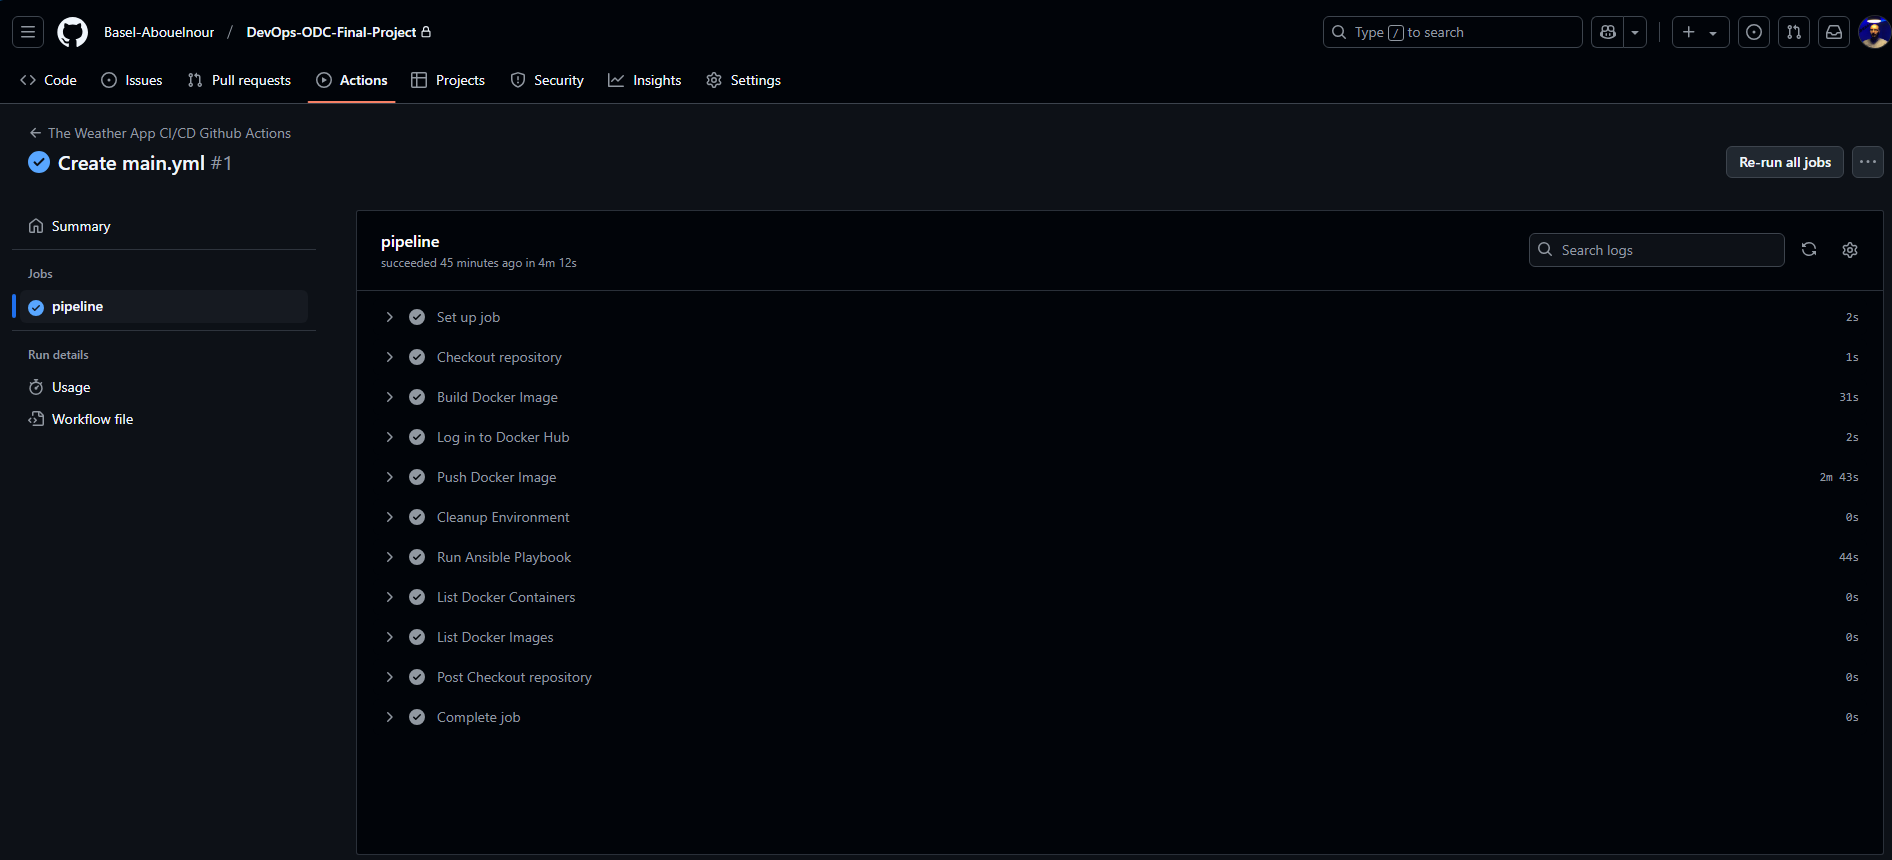 Basel-Abouelnour / DevOps-ODC-Final-Project
Type / to search
Code Issues Pull requests Actions Projects Security Insights Settings
The Weather App CI/CD Github Actions
Create main.yml #1
Re-run all jobs
Summary
Jobs
pipeline
Run details
Usage
Workflow file
pipeline
succeeded 45 minutes ago in 4m 12s
Search logs
Set up job 2s
Checkout repository 1s
Build Docker Image 31s
Log in to Docker Hub 2s
Push Docker Image 2m 43s
Cleanup Environment 0s
Run Ansible Playbook 44s
List Docker Containers 0s
List Docker Images 0s
Post Checkout repository 0s
Complete job 0s